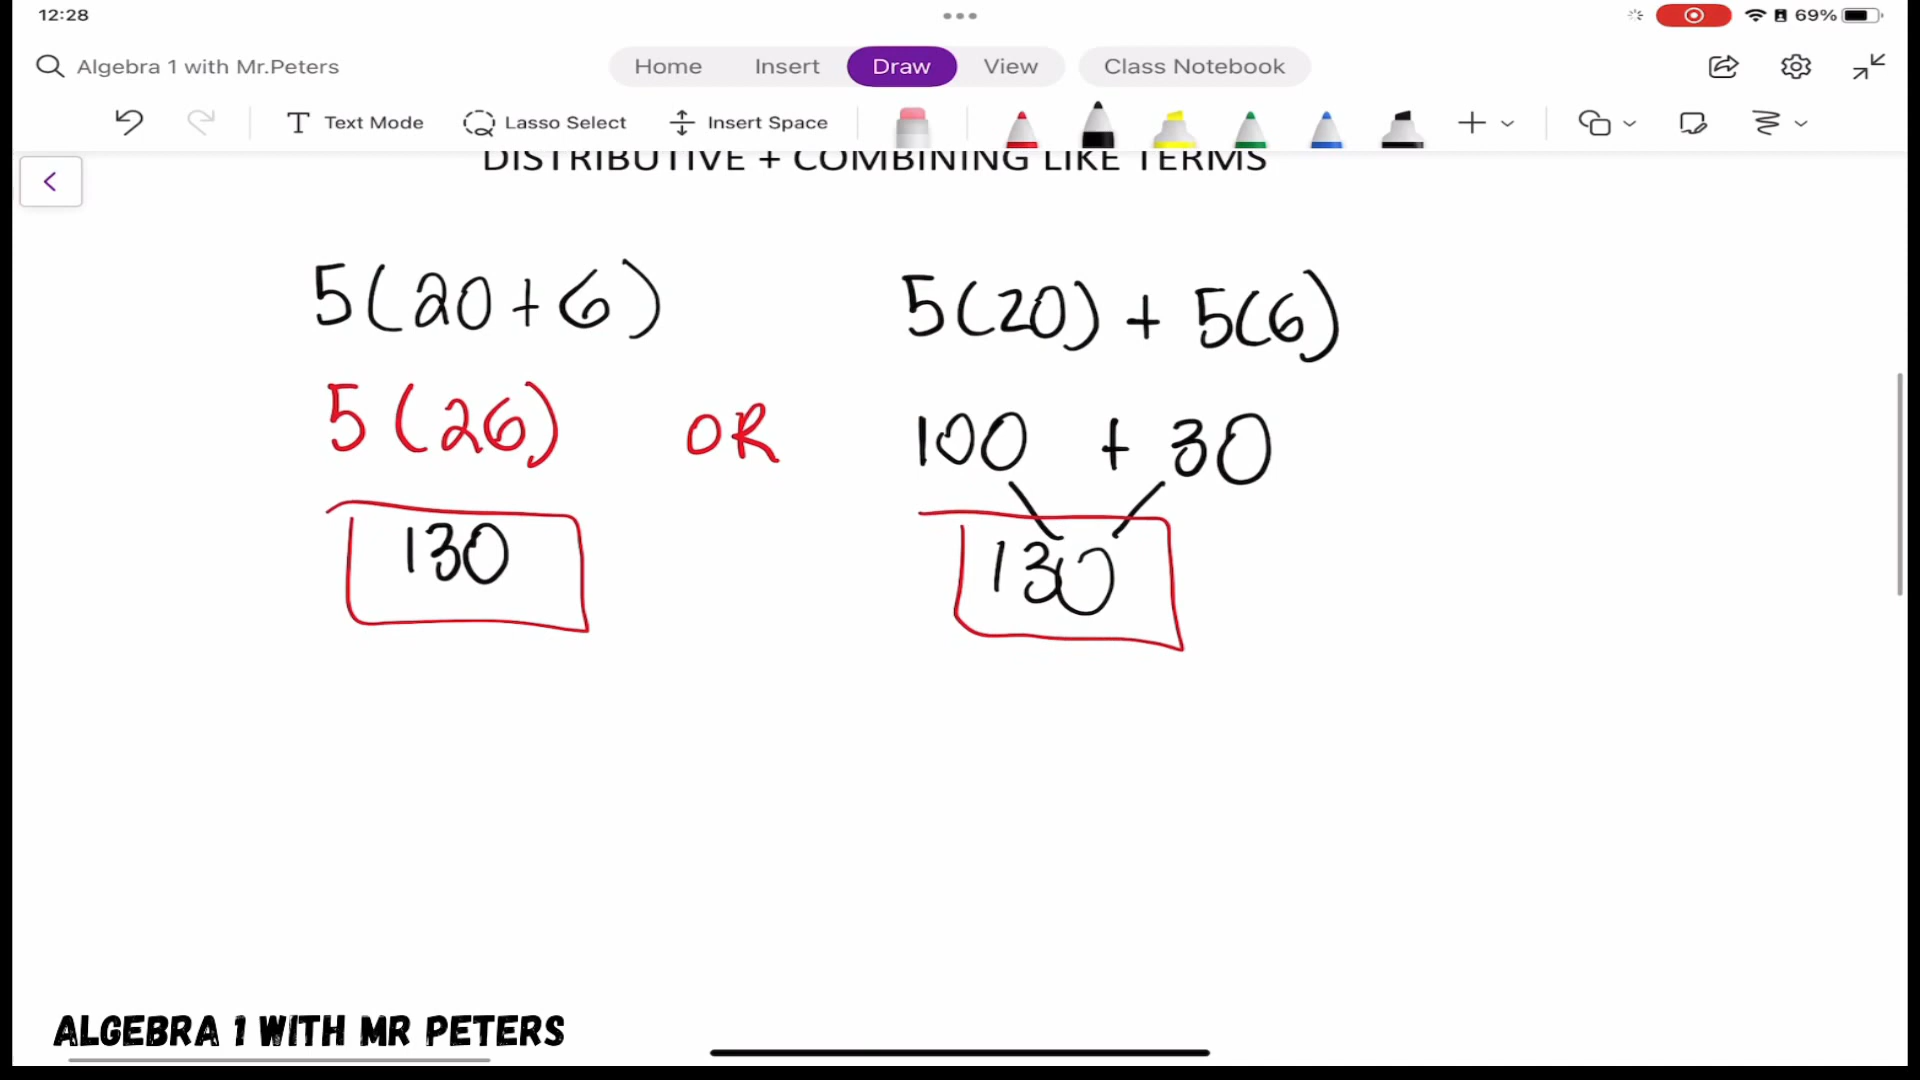 12:28
69%
Algebra 1 with Mr.Peters
Home Insert Draw View Class Notebook
Text Mode Lasso Select Insert Space
DISTRIBUTIVE + COMBINING LIKE TERMS
5(20+6) 5(20) + 5(6)
5(26) OR 100 + 30
130 130
ALGEBRA 1 WITH MR PETERS